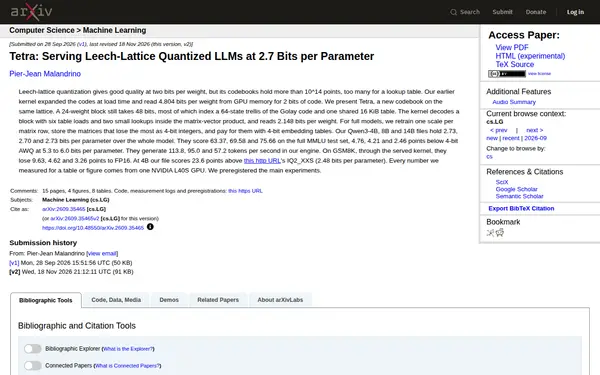 arXiv
Search
Submit
Donate
Log in
Computer Science > Machine Learning
[Submitted on 28 Sep 2026 (v1), last revised 18 Nov 2026 (this version, v2)]
Tetra: Serving Leech-Lattice Quantized LLMs at 2.7 Bits per Parameter
Pier-Jean Malandrino
Leech-lattice quantization gives good quality at two bits per weight, but its codebooks hold more than 10^14 points, too many for a lookup table. Our
earlier kernel expanded the codes at load time and read 4.804 bits per weight from GPU memory for 2 bits of code. We present Tetra, a new codebook on the
same lattice. A 24-weight block still takes 48 bits, most of which index a 64-state trellis of the Golay code and one shared 16 KiB table. The kernel decodes a
block with six table loads and two small lookups inside the matrix-vector product, and reads 2.148 bits per weight. For full models, we retrain one scale per
matrix row, store the matrices that lose the most as 4-bit integers, and pay for them with 4-bit embedding tables. Our Qwen3-4B, 8B and 14B files hold 2.73,
2.70 and 2.73 bits per parameter over the whole model. They score 63.37, 69.58 and 75.66 on the full MMLU test set, 4.76, 4.21 and 2.46 points below 4-bit
AWQ at 5.3 to 6.0 bits per parameter. They generate 113.8, 95.0 and 57.2 tokens per second in our engine. On GSM8K, through the served kernel, they
lose 9.63, 4.62 and 3.26 points to FP16. At 4B our file scores 23.6 points above this http URL's IQ2_XXS (2.48 bits per parameter). Every number we
measured for a table or figure comes from one NVIDIA L40S GPU. We preregistered the main experiments.
Comments: 15 pages, 4 figures, 8 tables. Code, measurement logs and preregistrations: this https URL
Subjects: Machine Learning (cs.LG)
Cite as: arXiv:2609.35465 [cs.LG]
(or arXiv:2609.35465v2 [cs.LG] for this version)
https://doi.org/10.48550/arXiv.2609.35465
Submission history
From: Pier-Jean Malandrino [view email]
[v1] Mon, 28 Sep 2026 15:51:56 UTC (50 KB)
[v2] Wed, 18 Nov 2026 21:12:11 UTC (91 KB)
Bibliographic Tools
Code, Data, Media
Demos
Related Papers
About arXivLabs
Bibliographic and Citation Tools
Bibliographic Explorer (What is the Explorer?)
Connected Papers (What is Connected Papers?)
Access Paper:
View PDF
HTML (experimental)
TeX Source
view license
Additional Features
Audio Summary
Current browse context:
cs.LG
< prev | next >
new | recent | 2026-09
Change to browse by:
cs
References & Citations
SciX
Google Scholar
Semantic Scholar
Export BibTeX Citation
Bookmark